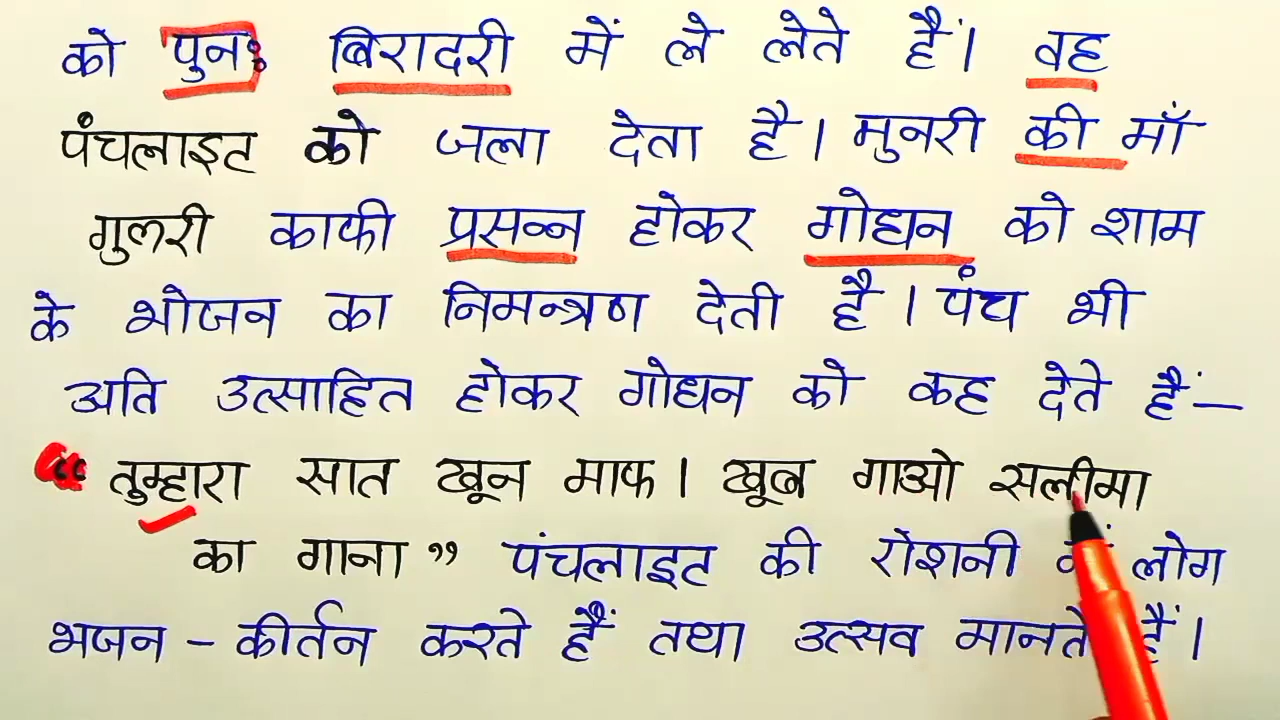 को पुनः बिरादरी में ले लेते हैं। वह
पंचलाइट को जला देता है। मुनरी की माँ
गुलरी काफी प्रसन्न होकर गोधन को शाम
के भोजन का निमन्त्रण देती है। पंच भी
अति उत्साहित होकर गोधन को कह देते हैं–
“ तुम्हारा सात खून माफ। खूब गाओ सलीमा
का गाना” पंचलाइट की रोशनी में लोग
भजन – कीर्तन करते हैं तथा उत्सव मानते हैं।